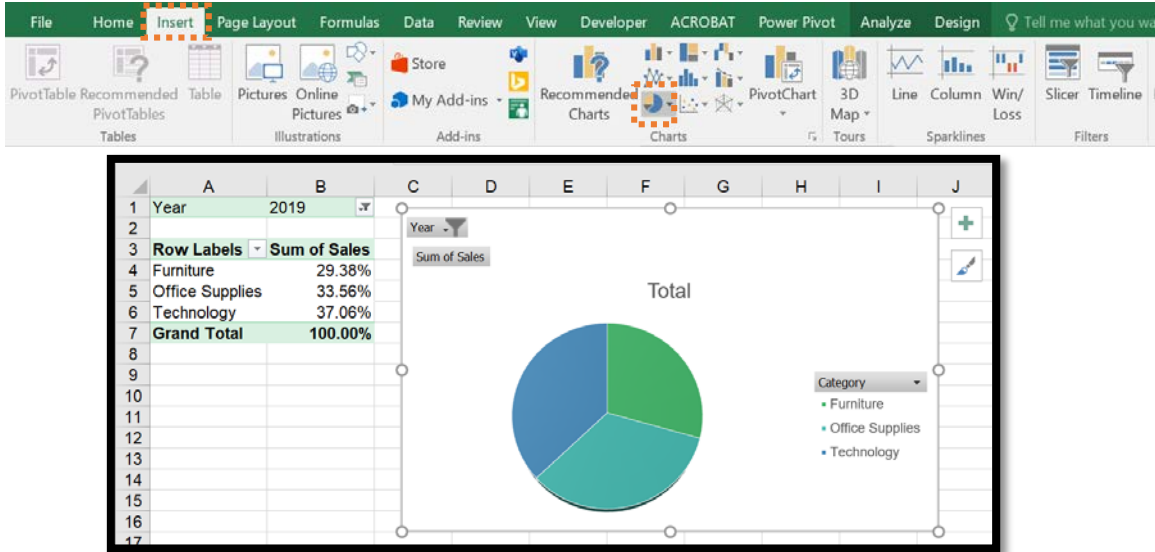 File Home Insert Page Layout Formulas Data Review View Developer ACROBAT Power Pivot Analyze Design Tell me what you wa
PivotTable Recommended PivotTables Table Pictures Online Pictures Store My Add-ins Recommended Charts PivotChart 3D Map Line Column Win/ Loss Slicer Timeline
Tables Illustrations Add-ins Charts Tours Sparklines Filters
A B C D E F G H I J
1 Year 2019
2
3 Row Labels Sum of Sales
4 Furniture 29.38%
5 Office Supplies 33.56%
6 Technology 37.06%
7 Grand Total 100.00%
8
9
10
11
12
13
14
15
16
17
Year
Sum of Sales
Total
Category
Furniture
Office Supplies
Technology